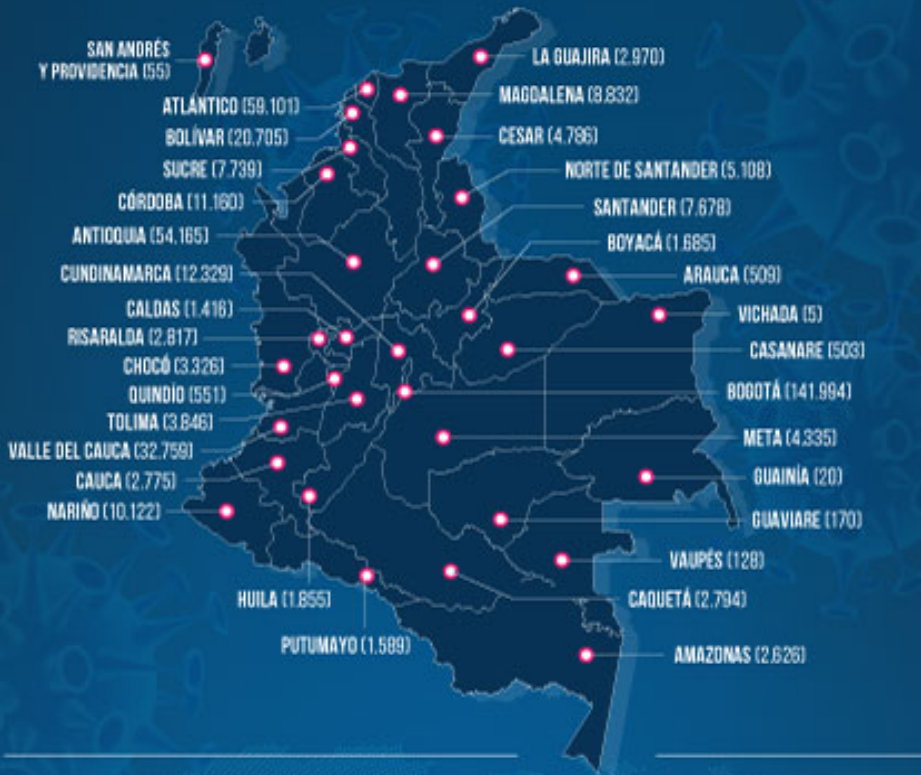 SAN ANDRÉS
Y PROVIDENCIA (55)
ATLÁNTICO (59.101)
BOLÍVAR (20.705)
SUCRE (7.739)
CÓRDOBA (11.160)
ANTIOQUIA (54.165)
CUNDINAMARCA (12.329)
CALDAS (1.416)
RISARALDA (2.817)
CHOCÓ (3.326)
QUINDÍO (551)
TOLIMA (3.846)
VALLE DEL CAUCA (32.759)
CAUCA (2.775)
NARIÑO (10.122)
HUILA (1.855)
PUTUMAYO (1.589)
LA GUAJIRA (2.970)
MAGDALENA (8.832)
CESAR (4.786)
NORTE DE SANTANDER (5.108)
SANTANDER (7.678)
BOYACÁ (1.685)
ARAUCA (509)
VICHADA (5)
CASANARE (503)
BOGOTÁ (141.994)
META (4.335)
GUAINÍA (20)
GUAVIARE (170)
VAUPÉS (128)
CAQUETÁ (2.794)
AMAZONAS (2.626)